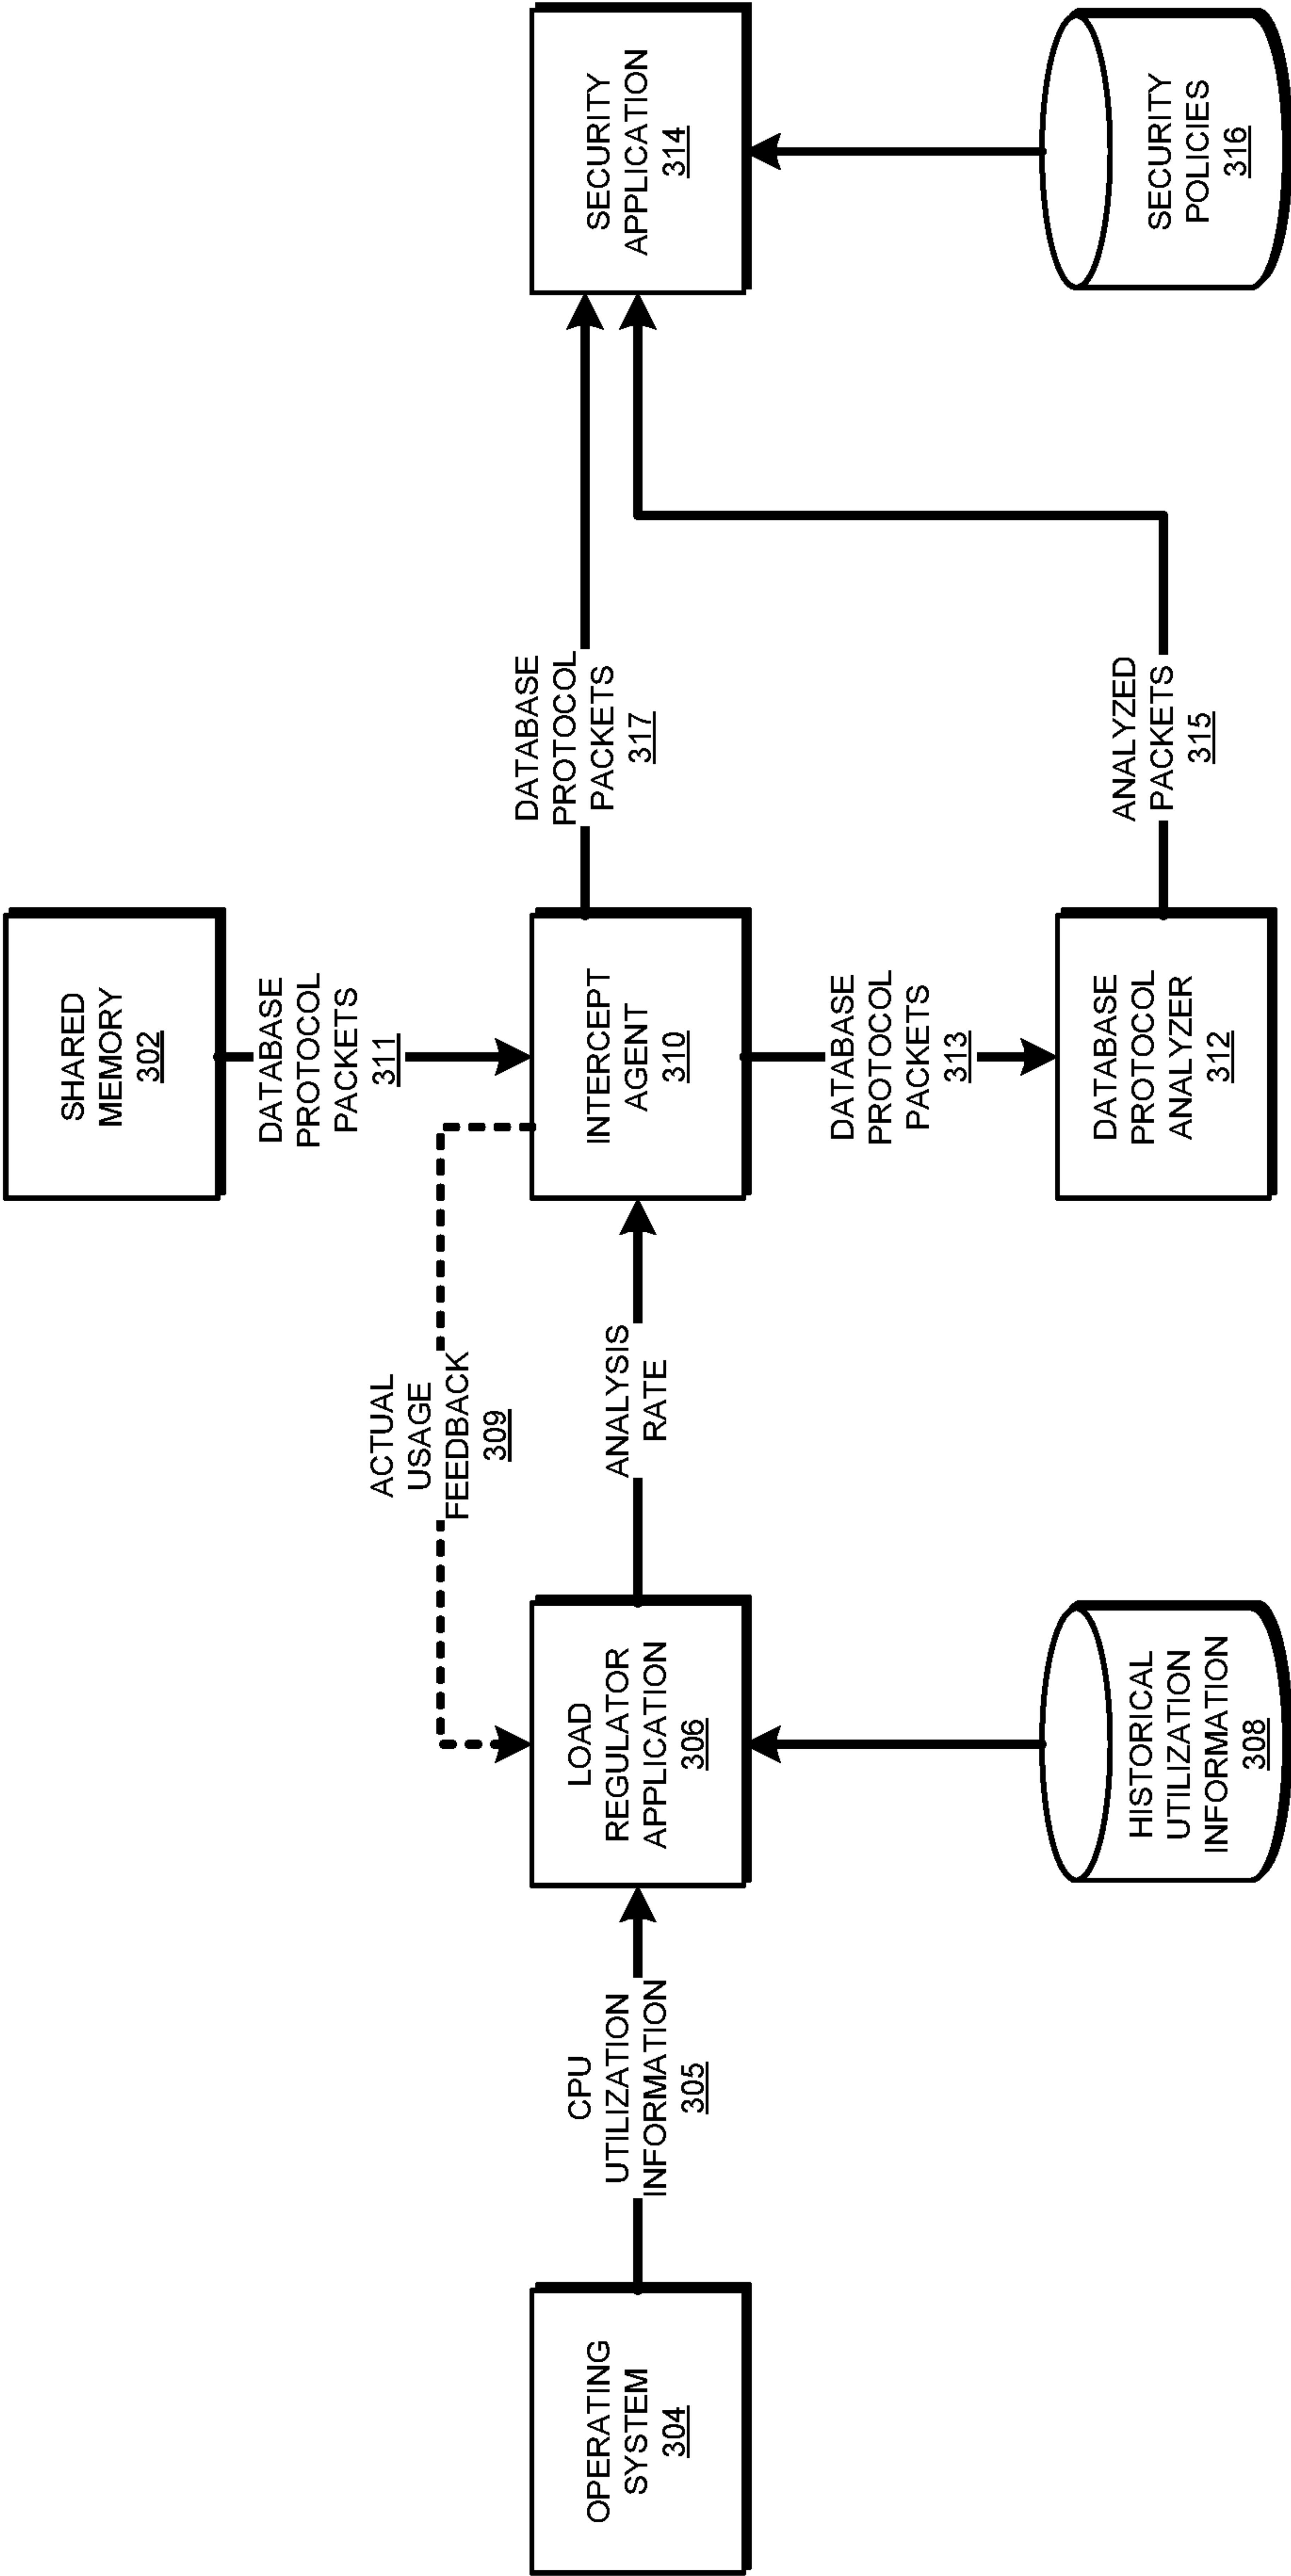 SHARED
MEMORY
302
DATABASE
PROTOCOL
PACKETS
311
OPERATING
SYSTEM
304
CPU
UTILIZATION
INFORMATION
305
LOAD
REGULATOR
APPLICATION
306
ACTUAL
USAGE
FEEDBACK
309
ANALYSIS
RATE
INTERCEPT
AGENT
310
DATABASE
PROTOCOL
PACKETS
317
SECURITY
APPLICATION
314
DATABASE
PROTOCOL
PACKETS
313
HISTORICAL
UTILIZATION
INFORMATION
308
DATABASE
PROTOCOL
ANALYZER
312
ANALYZED
PACKETS
315
SECURITY
POLICIES
316